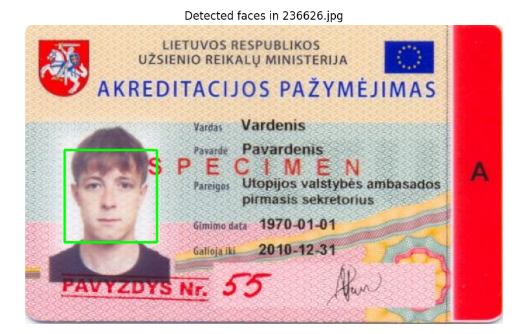 Detected faces in 236626.jpg
LIETUVOS RESPUBLIKOS
UŽSIENIO REIKALŲ MINISTERIJA
AKREDITACIJOS PAŽYMĖJIMAS
Vardas Vardenis
Pavardė Pavardenis
SPECIMEN
Pareigos Utopijos valstybės ambasados
pirmasis sekretorius
A
Gimimo data 1970-01-01
Galioja iki 2010-12-31
PAVYZDYS Nr. 55